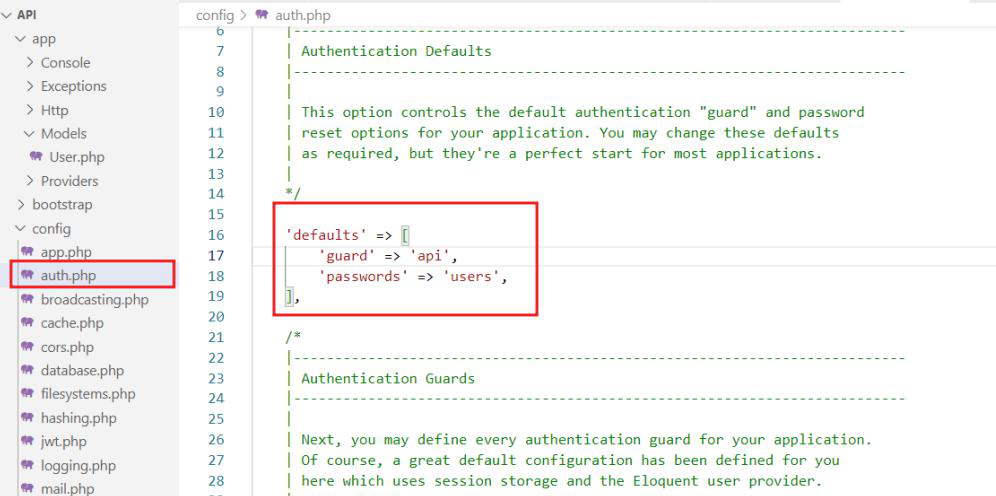 API
app
Console
Exceptions
Http
Models
User.php
Providers
bootstrap
config
app.php
auth.php
broadcasting.php
cache.php
cors.php
database.php
filesystems.php
hashing.php
jwt.php
logging.php
mail.php
config > auth.php
6 |--------------------------------------------------------------------------
7 | Authentication Defaults
8 |--------------------------------------------------------------------------
9 |
10 | This option controls the default authentication "guard" and password
11 | reset options for your application. You may change these defaults
12 | as required, but they're a perfect start for most applications.
13 |
14 */
15
16 'defaults' => [
17 'guard' => 'api',
18 'passwords' => 'users',
19 ],
20
21 /*
22 |--------------------------------------------------------------------------
23 | Authentication Guards
24 |--------------------------------------------------------------------------
25 |
26 | Next, you may define every authentication guard for your application.
27 | Of course, a great default configuration has been defined for you
28 | here which uses session storage and the Eloquent user provider.